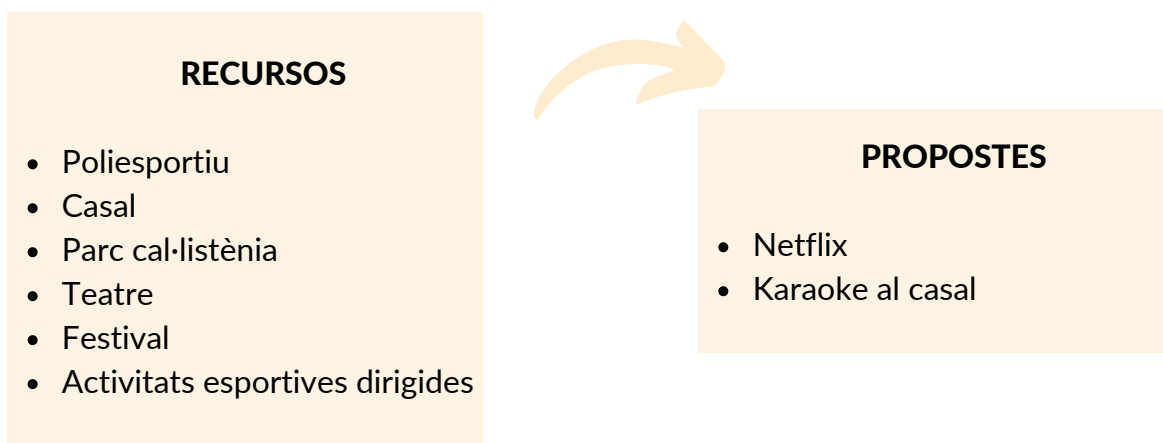 RECURSOS
• Poliesportiu
• Casal
• Parc cal·listènia
• Teatre
• Festival
• Activitats esportives dirigides
PROPOSTES
• Netflix
• Karaoke al casal